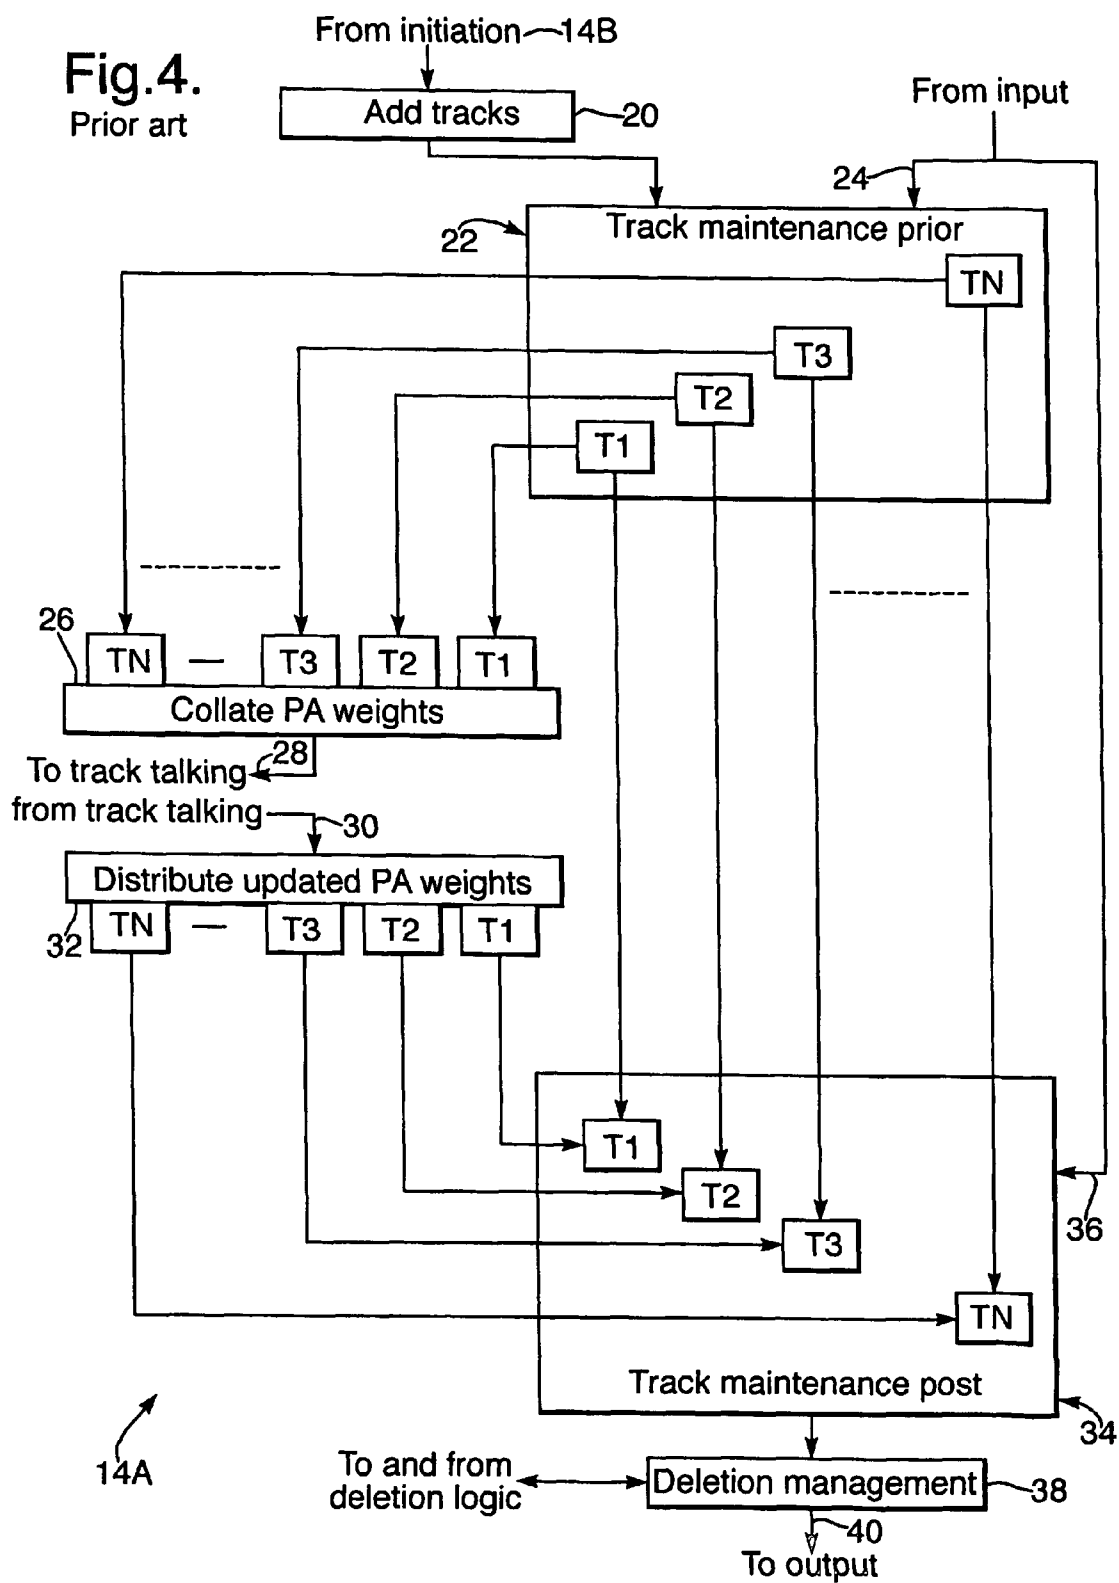 From initiation 14B
Fig.4.
Prior art
Add tracks 20
From input
24
22 Track maintenance prior
TN
T3
T2
T1
26
TN — T3 T2 T1
Collate PA weights
28
To track talking
from track talking
30
Distribute updated PA weights
32 TN — T3 T2 T1
T1
T2
36
T3
TN
Track maintenance post
34
14A
To and from
deletion logic
Deletion management 38
40
To output